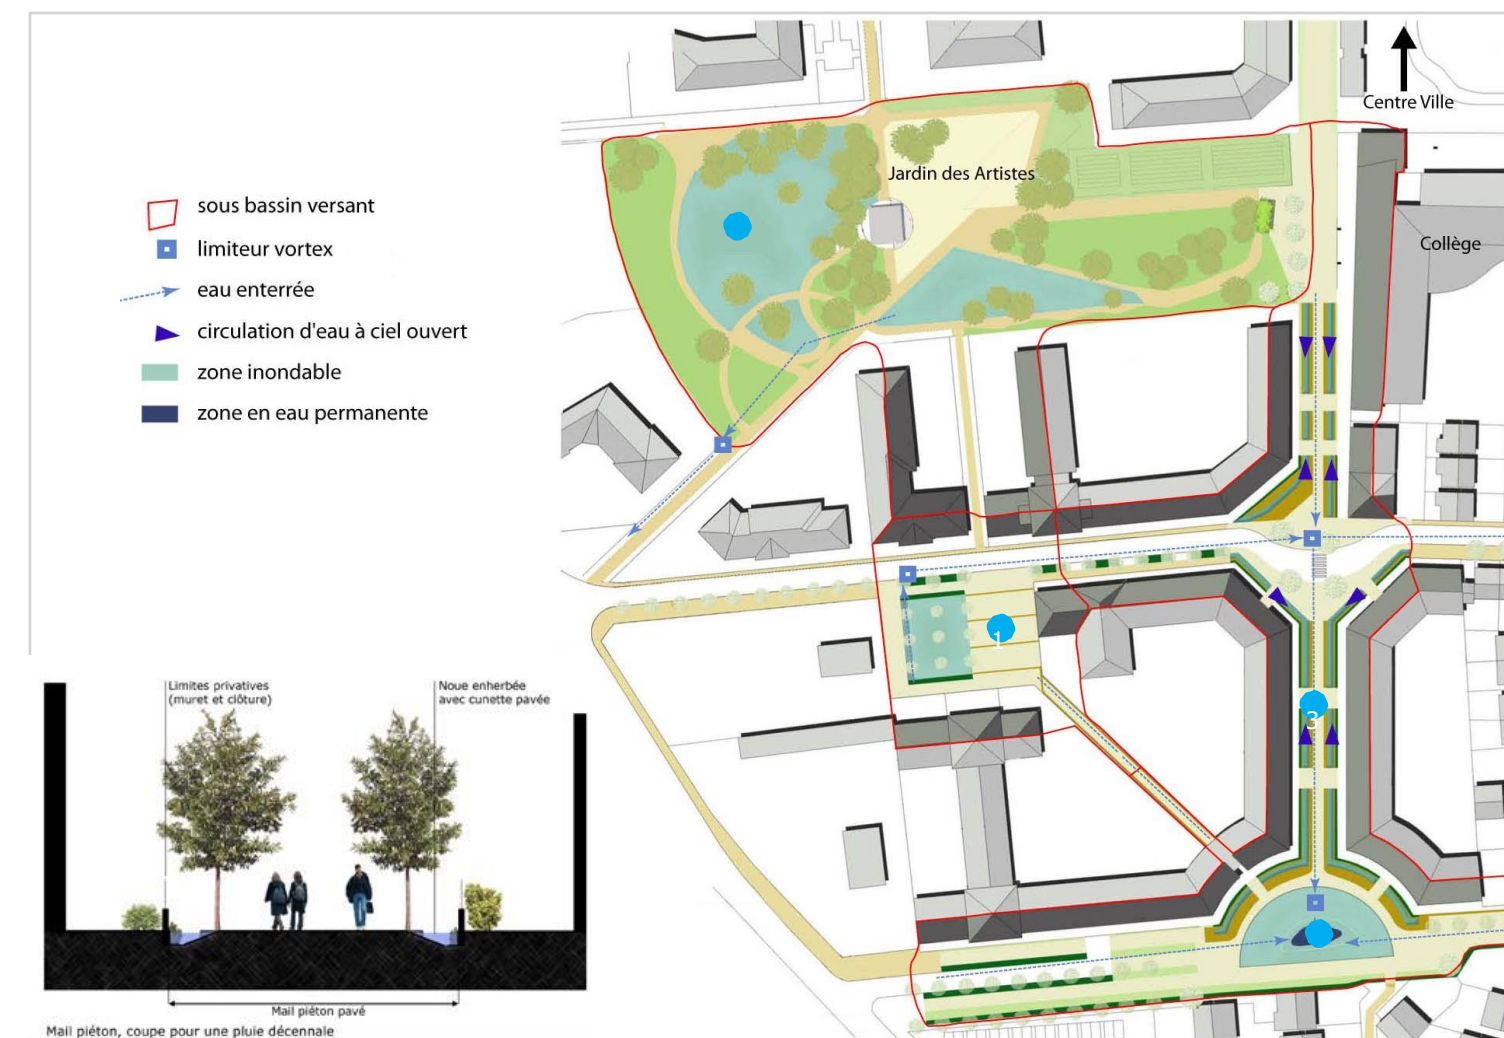 Centre Ville
Jardin des Artistes
Collège
sous bassin versant
limiteur vortex
eau enterrée
circulation d'eau à ciel ouvert
zone inondable
zone en eau permanente
1
3
Limites privatives
(muret et clôture)
Noue enherbée
avec cunette pavée
Mail piéton pavé
Mail piéton, coupe pour une pluie décennale